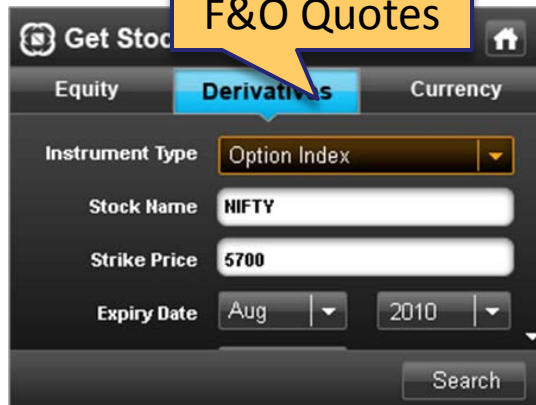 F&O Quotes
Get Stoc
Equity Derivatives Currency
Instrument Type Option Index
Stock Name NIFTY
Strike Price 5700
Expiry Date Aug 2010
Search